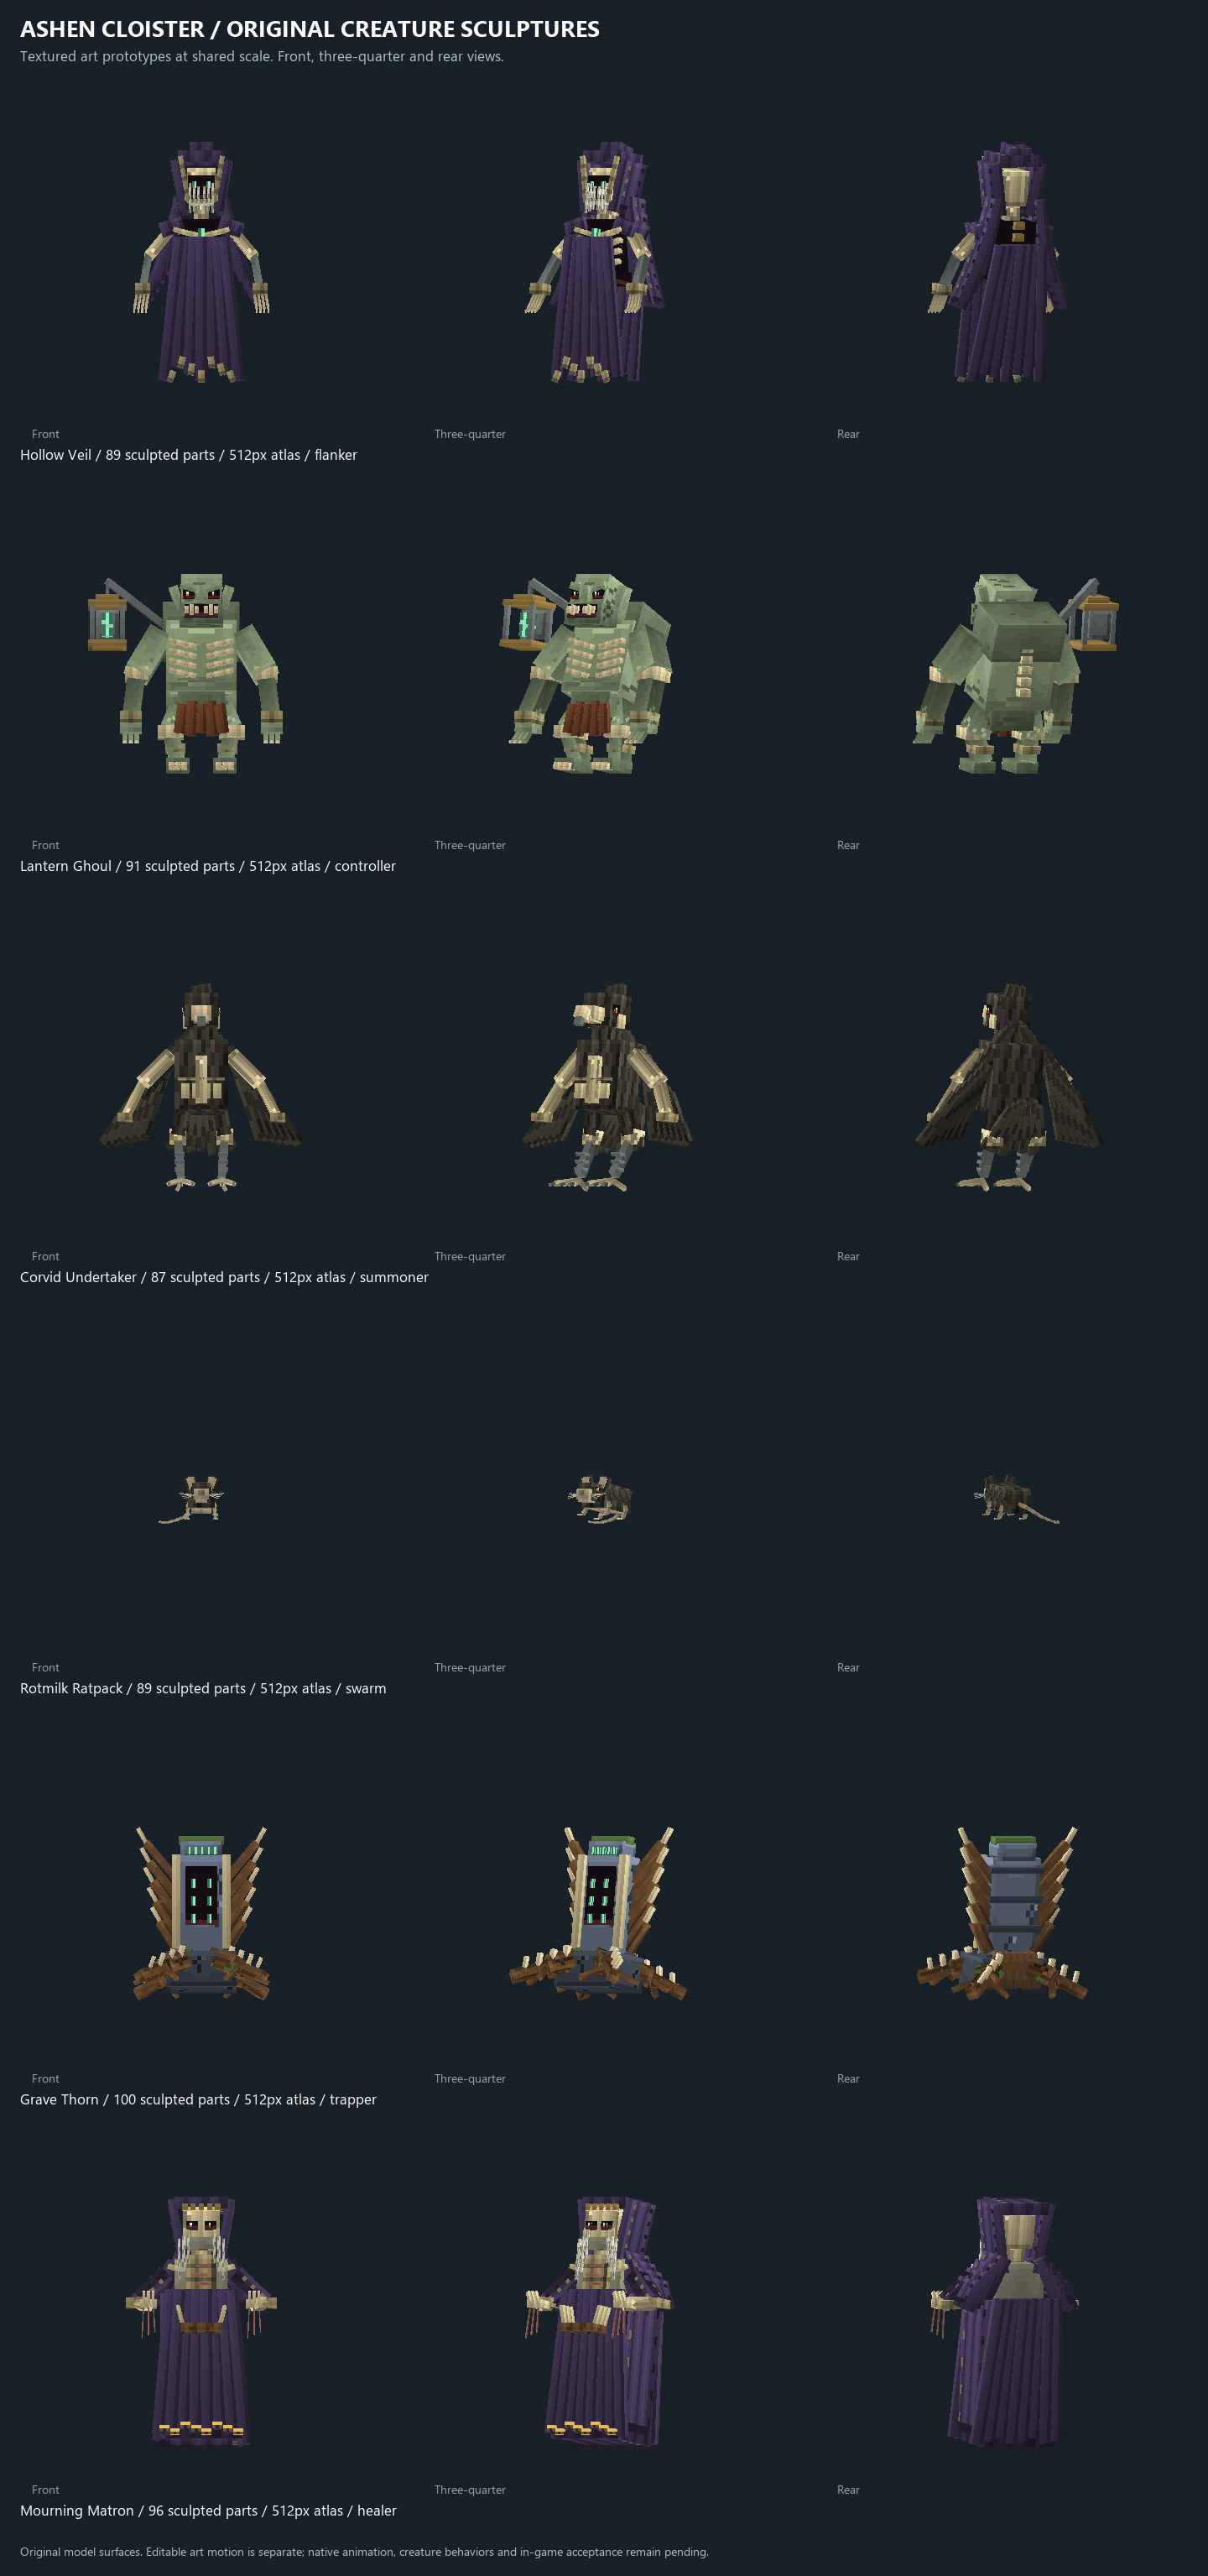 ASHEN CLOISTER / ORIGINAL CREATURE SCULPTURES
Textured art prototypes at shared scale. Front, three-quarter and rear views.
Front Three-quarter Rear
Hollow Veil / 89 sculpted parts / 512px atlas / flanker
Front Three-quarter Rear
Lantern Ghoul / 91 sculpted parts / 512px atlas / controller
Front Three-quarter Rear
Corvid Undertaker / 87 sculpted parts / 512px atlas / summoner
Front Three-quarter Rear
Rotmilk Ratpack / 89 sculpted parts / 512px atlas / swarm
Front Three-quarter Rear
Grave Thorn / 100 sculpted parts / 512px atlas / trapper
Front Three-quarter Rear
Mourning Matron / 96 sculpted parts / 512px atlas / healer
Original model surfaces. Editable art motion is separate; native animation, creature behaviors and in-game acceptance remain pending.